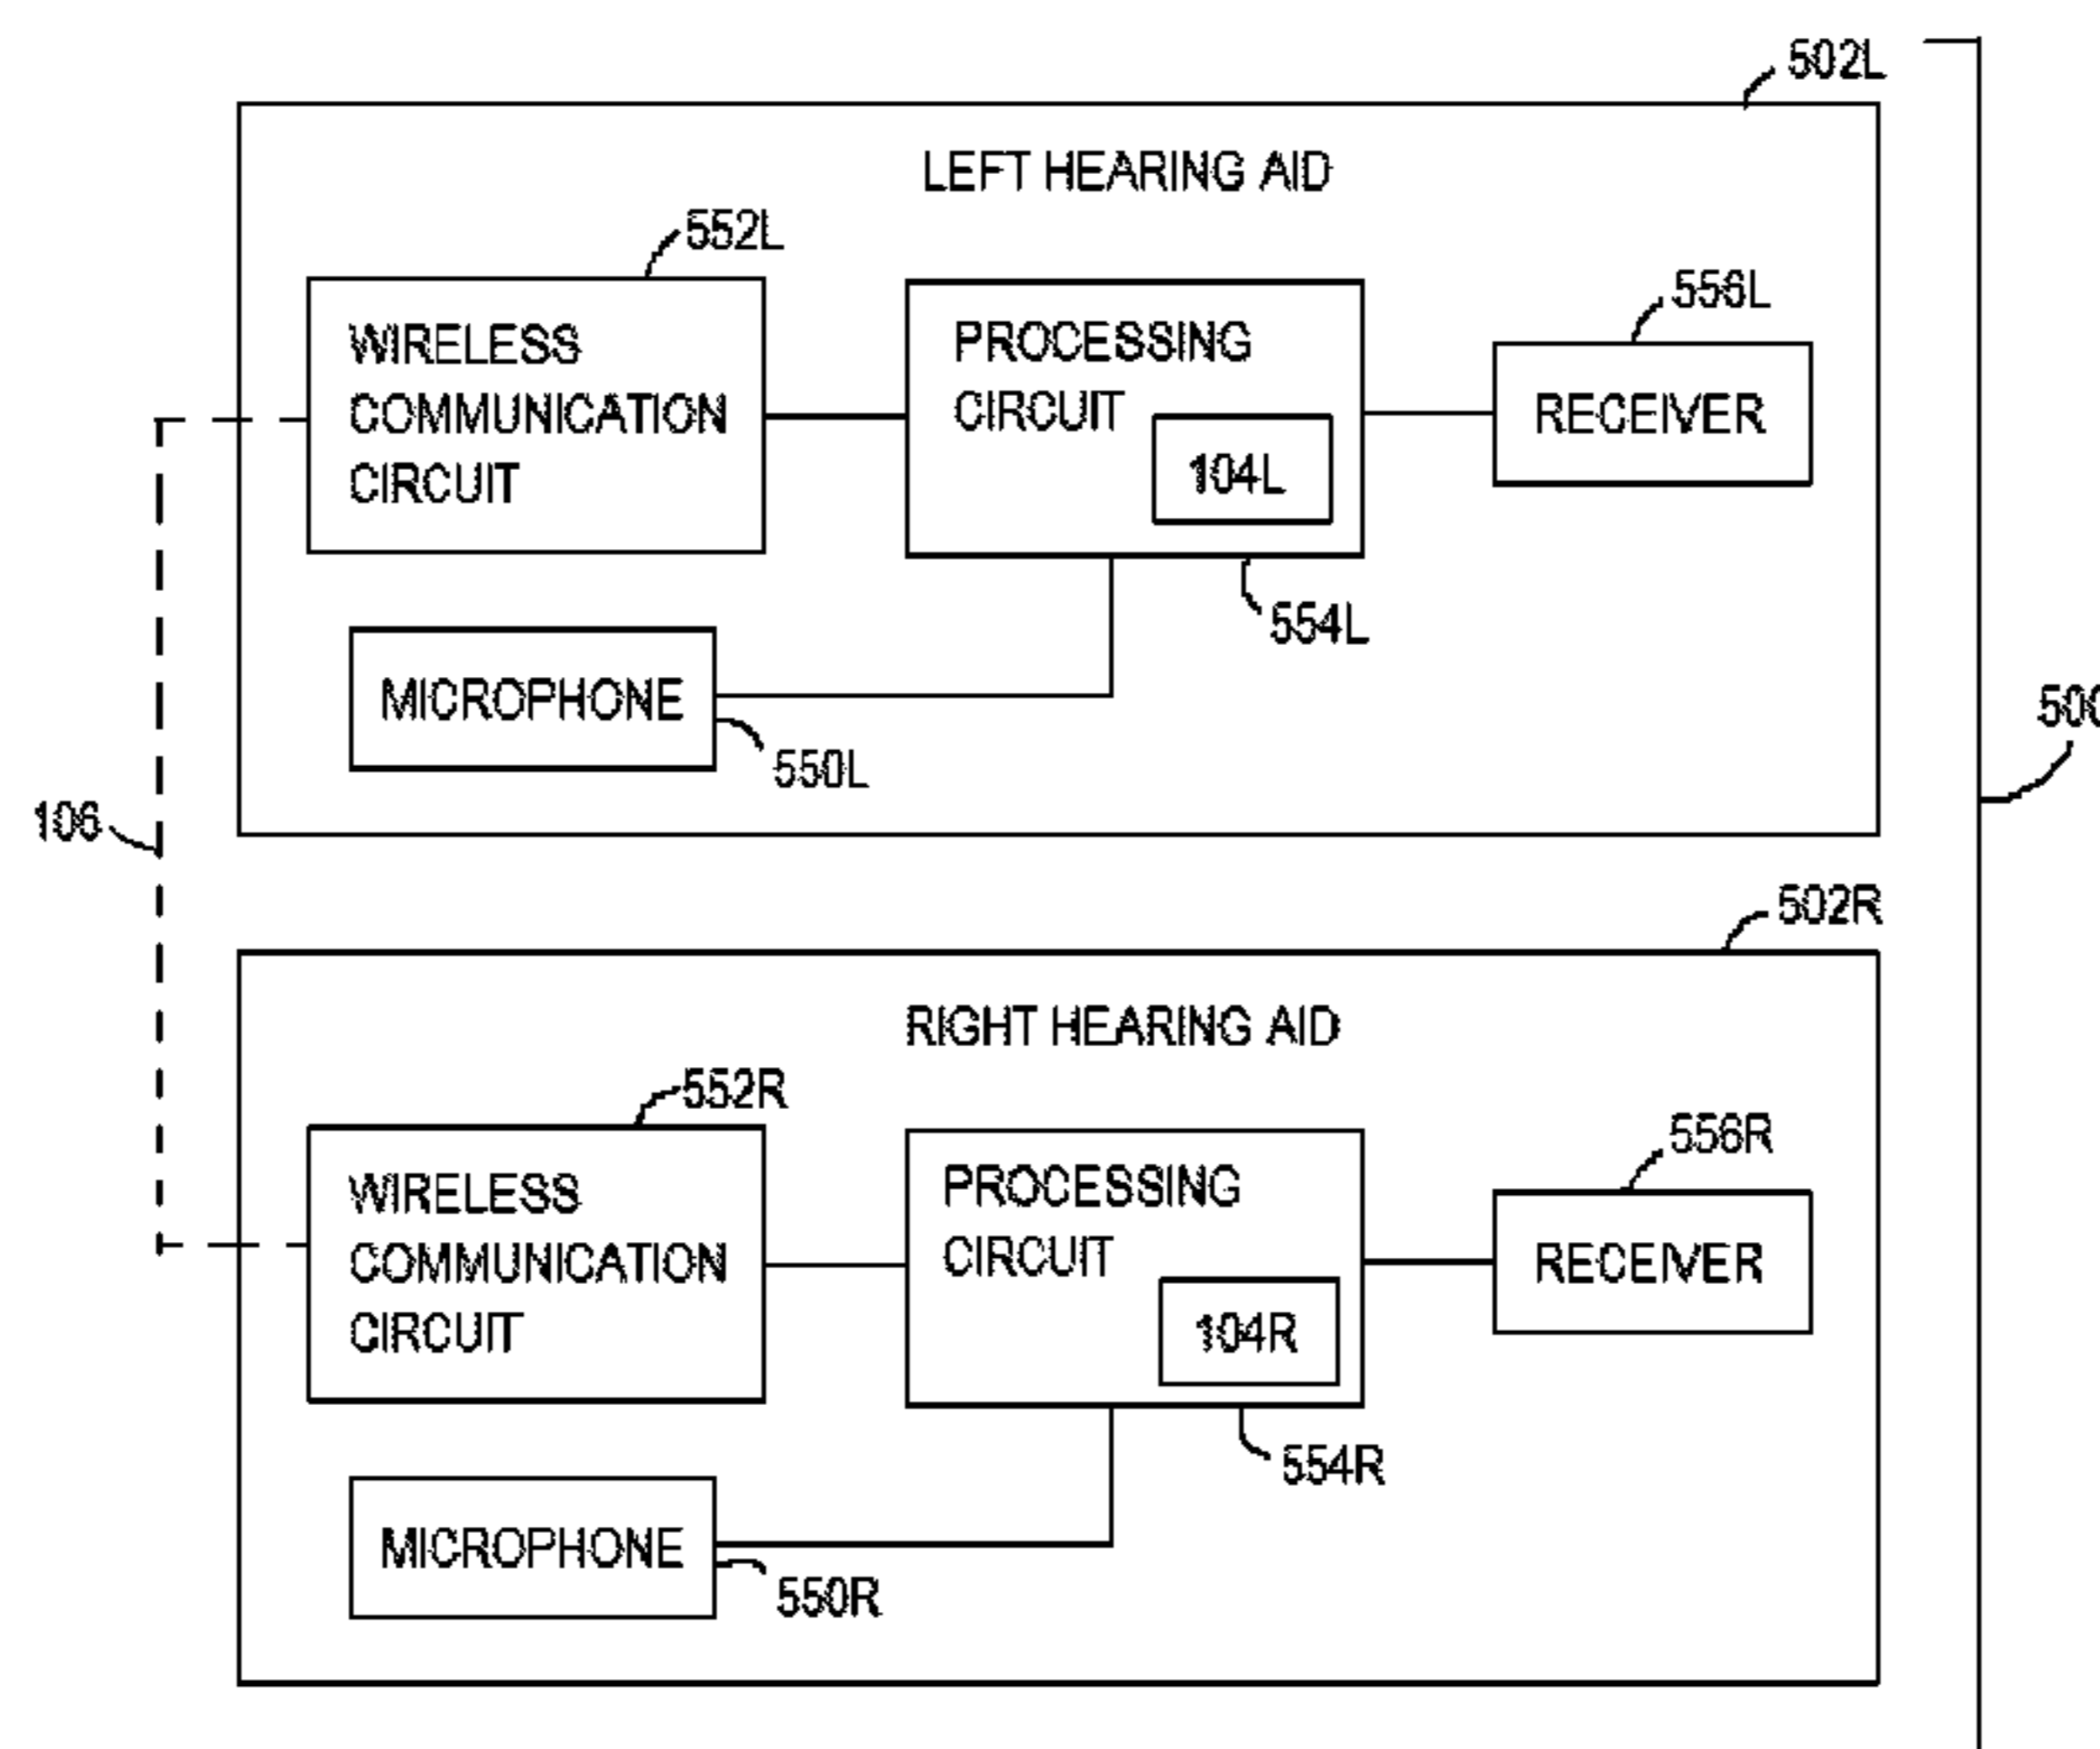 502L
LEFT HEARING AID
552L
WIRELESS
COMMUNICATION
CIRCUIT
PROCESSING
CIRCUIT
104L
556L
RECEIVER
554L
MICROPHONE
550L
106
502R
RIGHT HEARING AID
552R
WIRELESS
COMMUNICATION
CIRCUIT
PROCESSING
CIRCUIT
104R
556R
RECEIVER
554R
MICROPHONE
550R